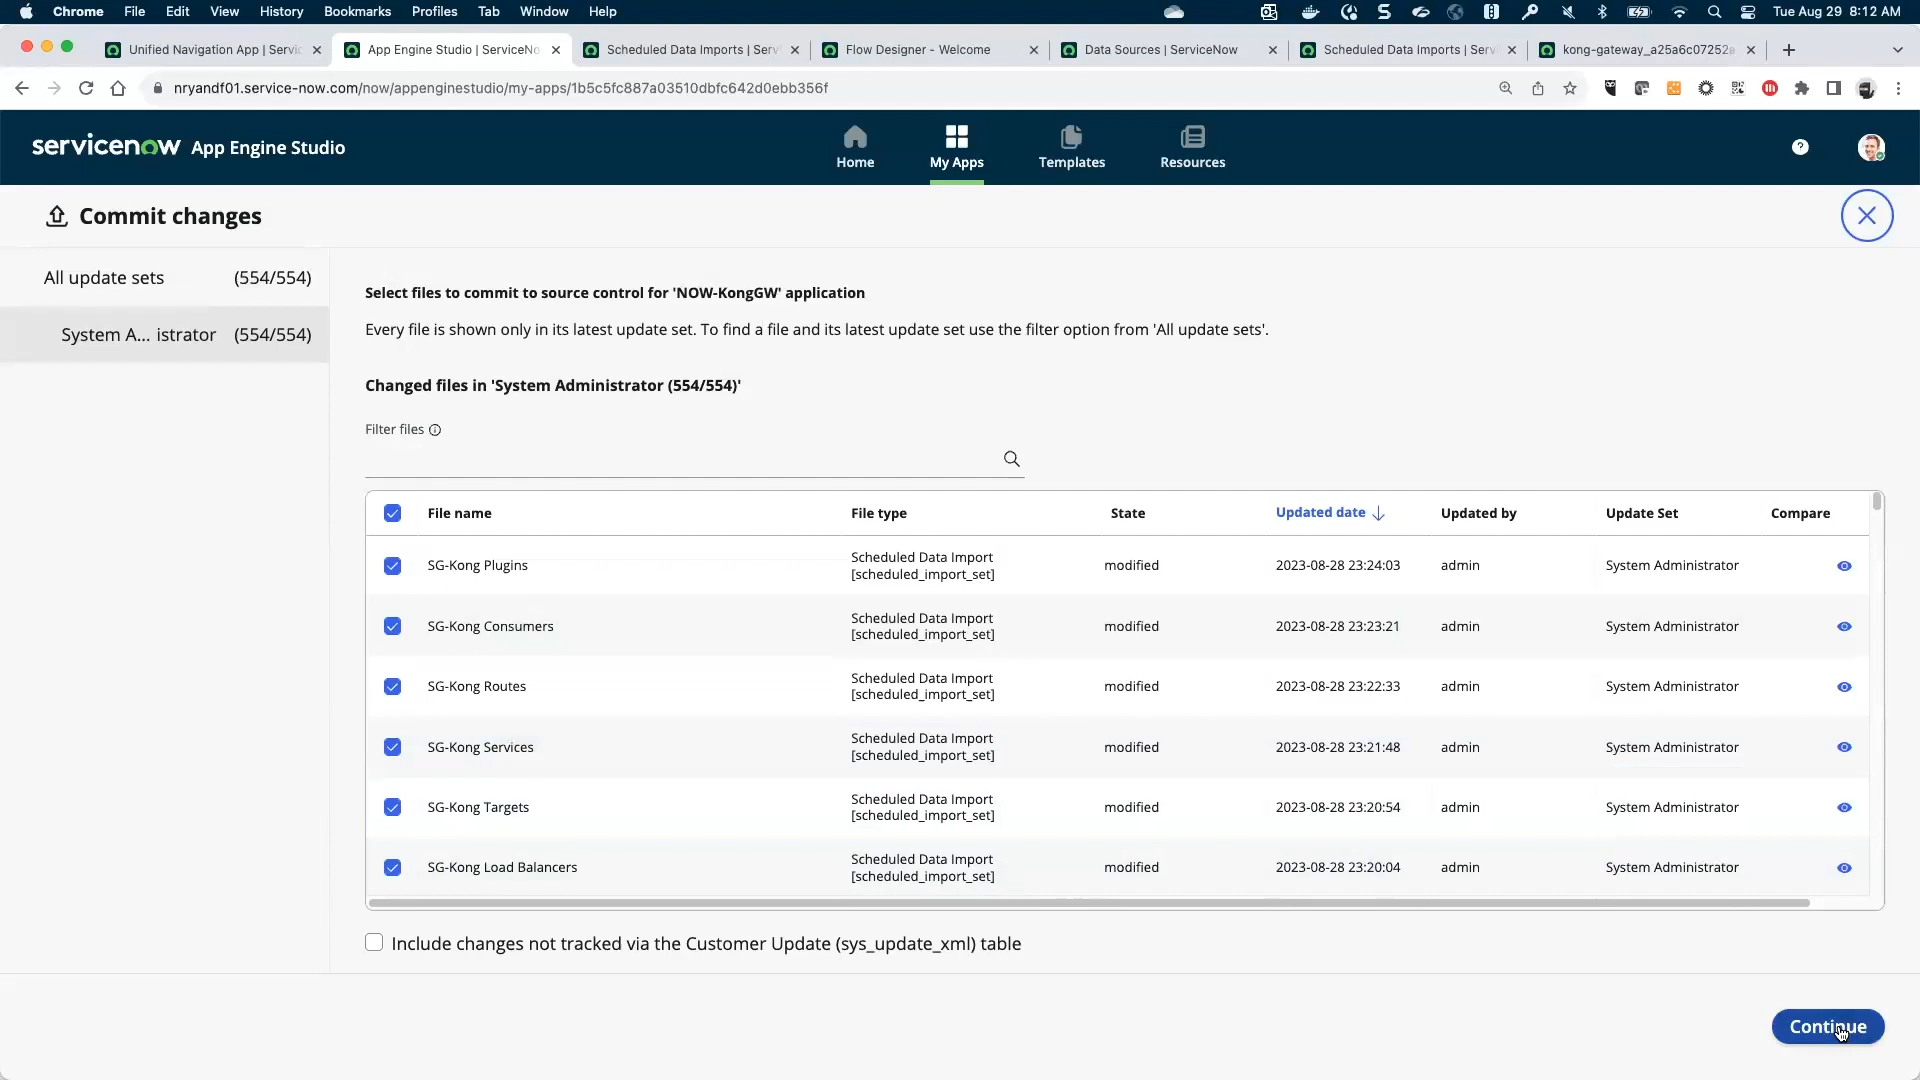 Chrome File Edit View History Bookmarks Profiles Tab Window Help Tue Aug 29 8:12 AM
Unified Navigation App | Servic App Engine Studio | ServiceNo Scheduled Data Imports | Serv Flow Designer - Welcome Data Sources | ServiceNow Scheduled Data Imports | Serv kong-gateway_a25a6c07252e
nryandf01.service-now.com/now/appenginestudio/my-apps/1b5c5fc887a03510dbfc642d0ebb356f
servicenow App Engine Studio Home My Apps Templates Resources
Commit changes
All update sets (554/554)
System A... istrator (554/554)
Select files to commit to source control for 'NOW-KongGW' application
Every file is shown only in its latest update set. To find a file and its latest update set use the filter option from 'All update sets'.
Changed files in 'System Administrator (554/554)'
Filter files
File name File type State Updated date Updated by Update Set Compare
SG-Kong Plugins Scheduled Data Import [scheduled_import_set] modified 2023-08-28 23:24:03 admin System Administrator
SG-Kong Consumers Scheduled Data Import [scheduled_import_set] modified 2023-08-28 23:23:21 admin System Administrator
SG-Kong Routes Scheduled Data Import [scheduled_import_set] modified 2023-08-28 23:22:33 admin System Administrator
SG-Kong Services Scheduled Data Import [scheduled_import_set] modified 2023-08-28 23:21:48 admin System Administrator
SG-Kong Targets Scheduled Data Import [scheduled_import_set] modified 2023-08-28 23:20:54 admin System Administrator
SG-Kong Load Balancers Scheduled Data Import [scheduled_import_set] modified 2023-08-28 23:20:04 admin System Administrator
Include changes not tracked via the Customer Update (sys_update_xml) table
Continue